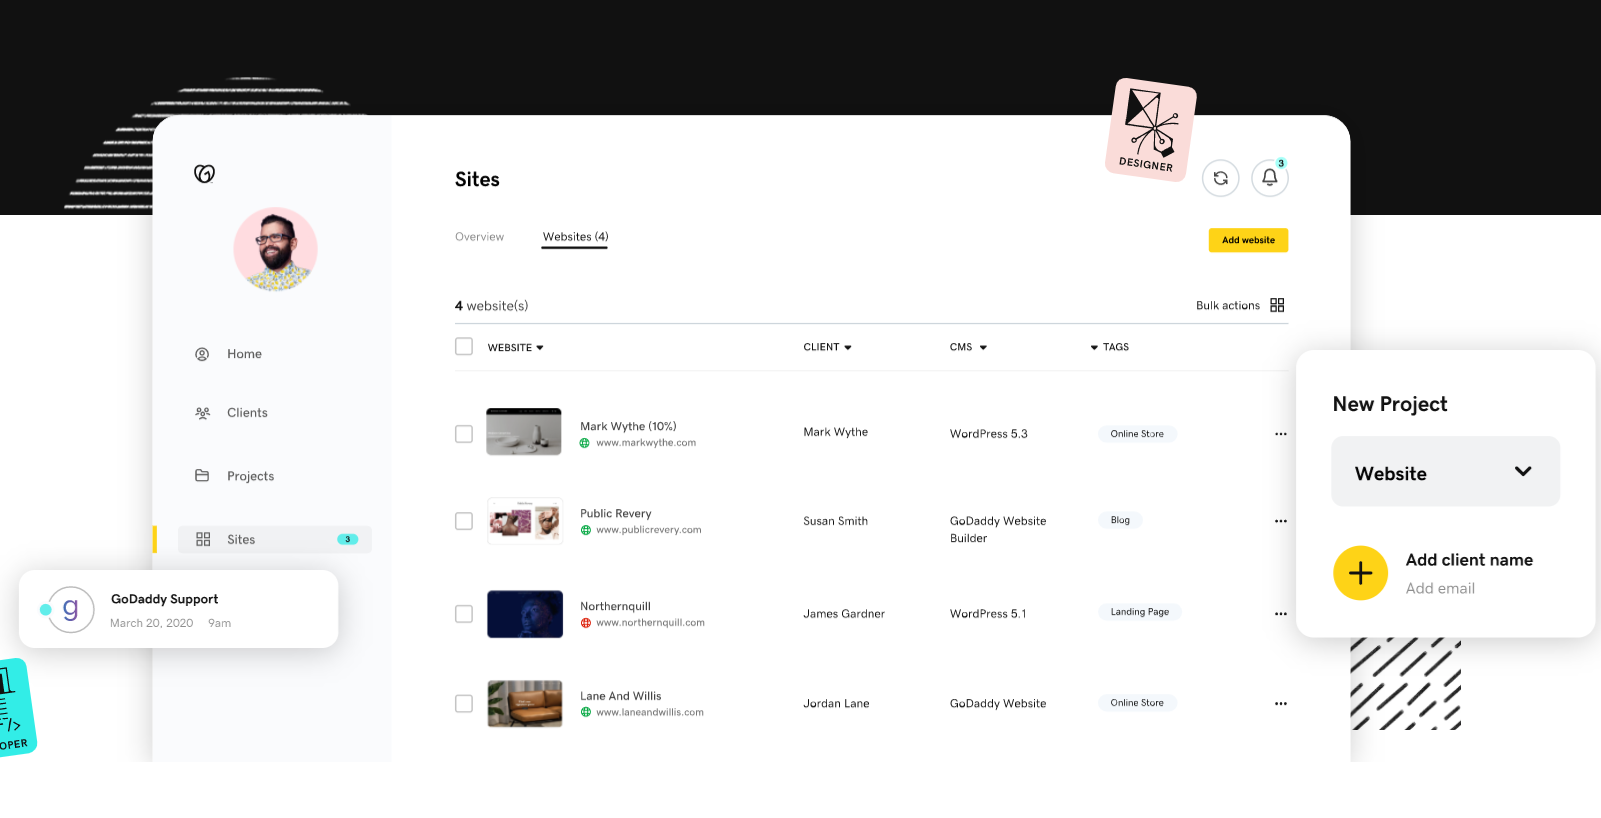 DESIGNER
3
Sites
Overview
Websites (4)
Add website
4 website(s)
Bulk actions
WEBSITE
CLIENT
CMS
TAGS
Home
Clients
Projects
Sites
3
Mark Wythe (10%)
www.markwythe.com
Mark Wythe
WordPress 5.3
Online Store
Public Revery
www.publicrevery.com
Susan Smith
GoDaddy Website
Builder
Blog
Northernquill
www.northernquill.com
James Gardner
WordPress 5.1
Landing Page
Lane And Willis
www.laneandwillis.com
Jordan Lane
GoDaddy Website
Online Store
g
GoDaddy Support
March 20, 2020
9am
/>
OPER
New Project
Website
Add client name
Add email